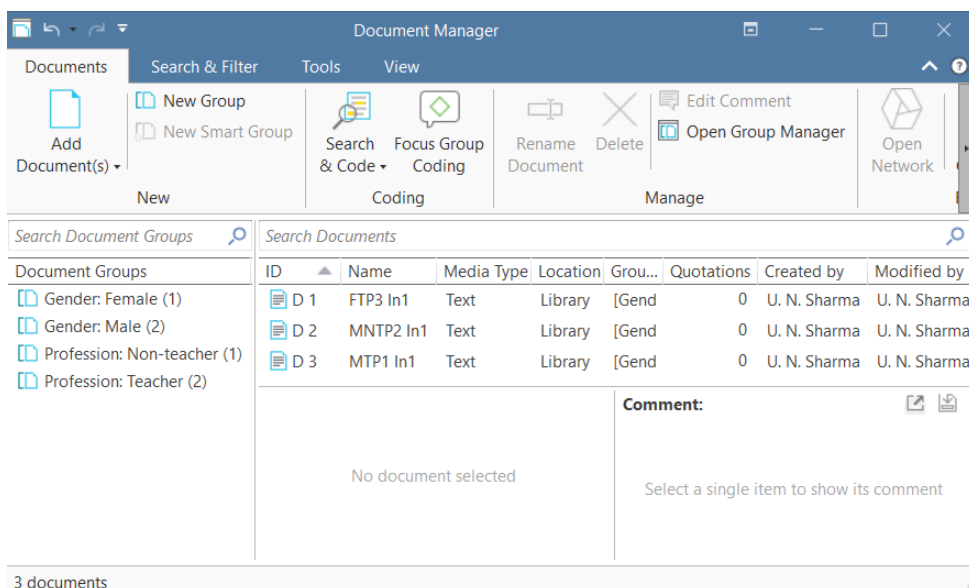 Document Manager
Documents Search & Filter Tools View
Add Document(s)
New Group
New Smart Group
Search & Code
Focus Group Coding
Rename Document
Delete
Edit Comment
Open Group Manager
Open Network
New Coding Manage
Search Document Groups Search Documents
Document Groups
Gender: Female (1)
Gender: Male (2)
Profession: Non-teacher (1)
Profession: Teacher (2)
ID Name Media Type Location Grou... Quotations Created by Modified by
D 1 FTP3 In1 Text Library [Gend 0 U. N. Sharma U. N. Sharma
D 2 MNTP2 In1 Text Library [Gend 0 U. N. Sharma U. N. Sharma
D 3 MTP1 In1 Text Library [Gend 0 U. N. Sharma U. N. Sharma
No document selected
Comment:
Select a single item to show its comment
3 documents